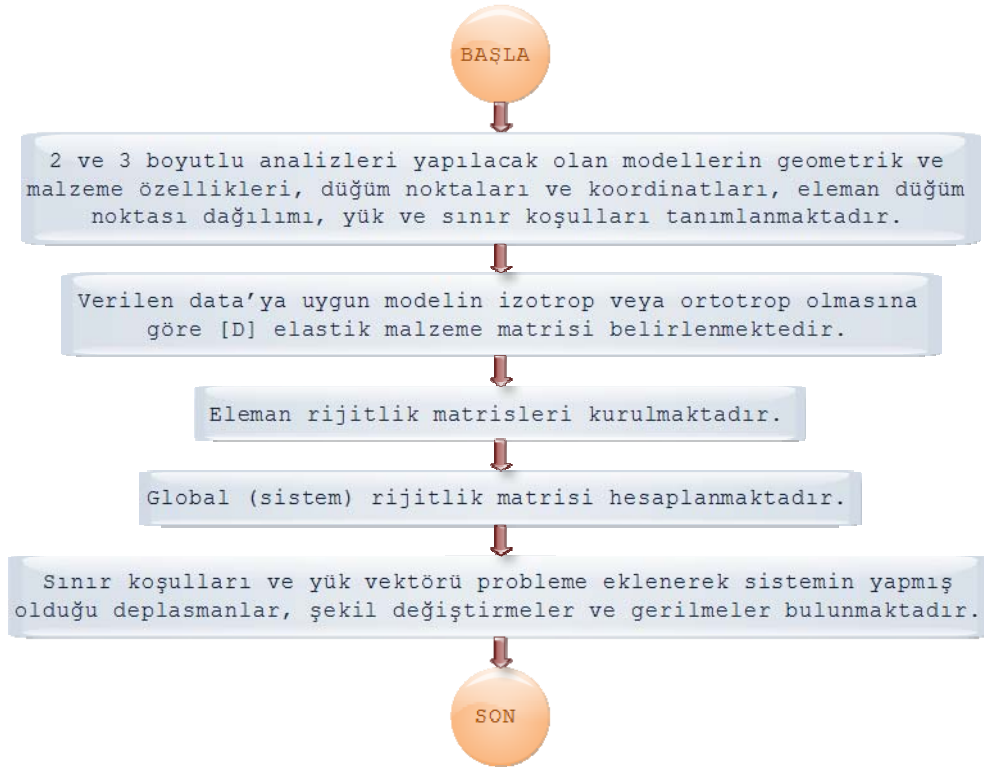 BAŞLA
2 ve 3 boyutlu analizleri yapılacak olan modellerin geometrik ve
malzeme özellikleri, düğüm noktaları ve koordinatları, eleman düğüm
noktası dağılımı, yük ve sınır koşulları tanımlanmaktadır.
Verilen data’ya uygun modelin izotrop veya ortotrop olmasına
göre [D] elastik malzeme matrisi belirlenmektedir.
Eleman rijitlik matrisleri kurulmaktadır.
Global (sistem) rijitlik matrisi hesaplanmaktadır.
Sınır koşulları ve yük vektörü probleme eklenerek sistemin yapmış
olduğu deplasmanlar, şekil değiştirmeler ve gerilmeler bulunmaktadır.
SON